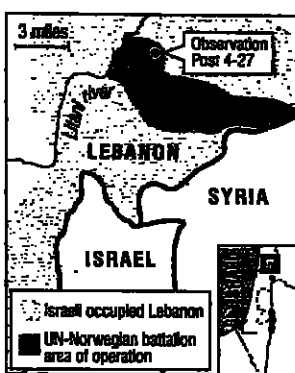 3 miles
Observation
Post 4-27
Litani river
LEBANON
SYRIA
ISRAEL
Israeli occupied Lebanon
UN-Norwegian battalion
area of operation